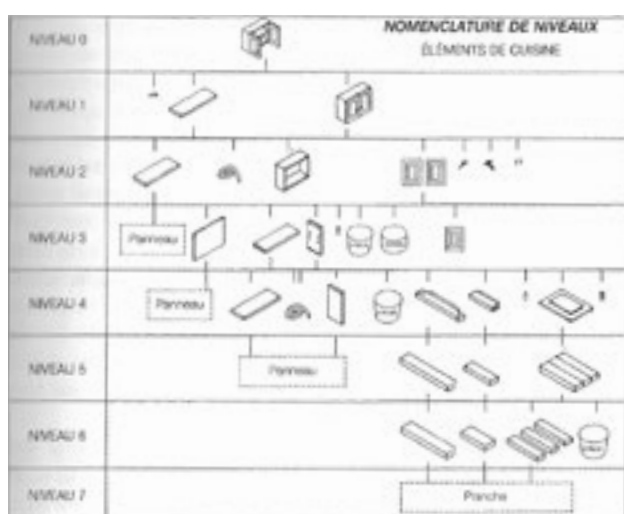 NOMENCLATURE DE NIVEAUX
ÉLÉMENTS DE CUISINE
NIVEAU 0
NIVEAU 1
NIVEAU 2
NIVEAU 3
Panneau
NIVEAU 4
Panneau
NIVEAU 5
Panneau
NIVEAU 6
NIVEAU 7
Planche